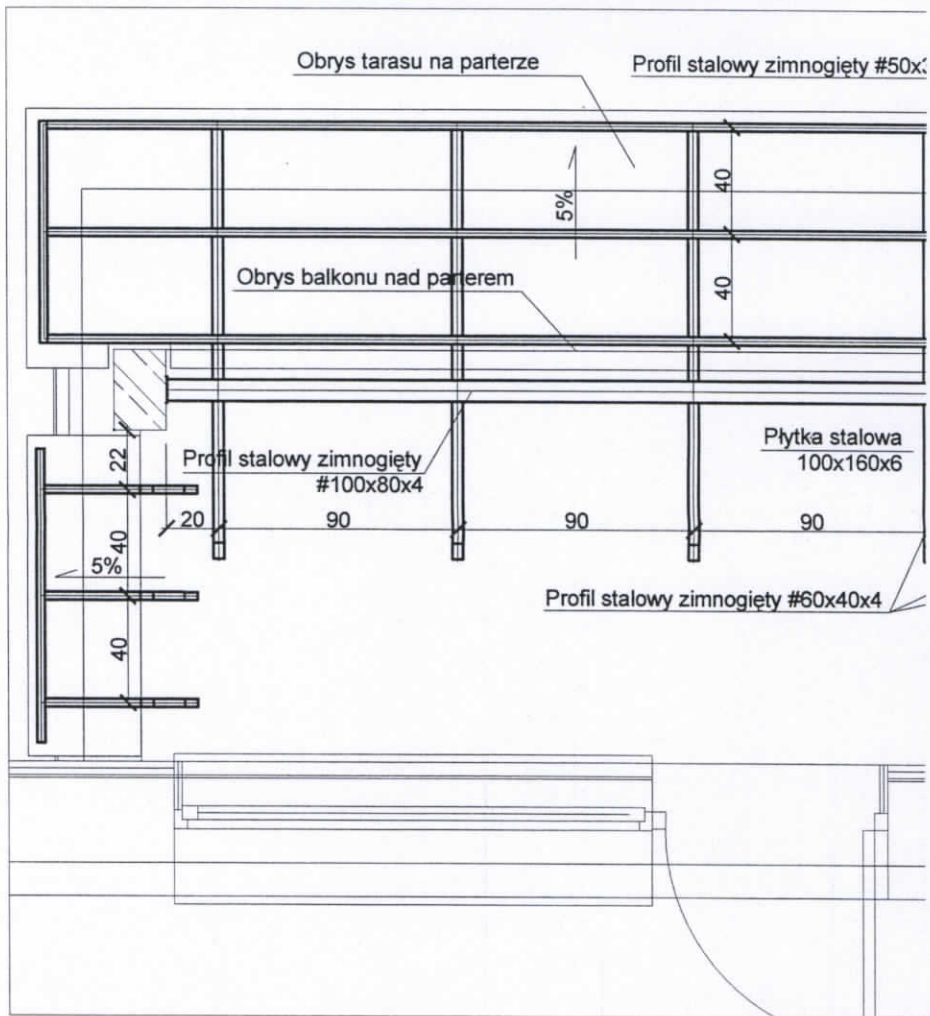 Obrys tarasu na parterze
Profil stalowy zimnogięty #50x3
40
5%
40
Obrys balkonu nad parterem
Profil stalowy zimnogięty
#100x80x4
Płytka stalowa
100x160x6
22
20
90
90
90
40
5%
40
Profil stalowy zimnogięty #60x40x4